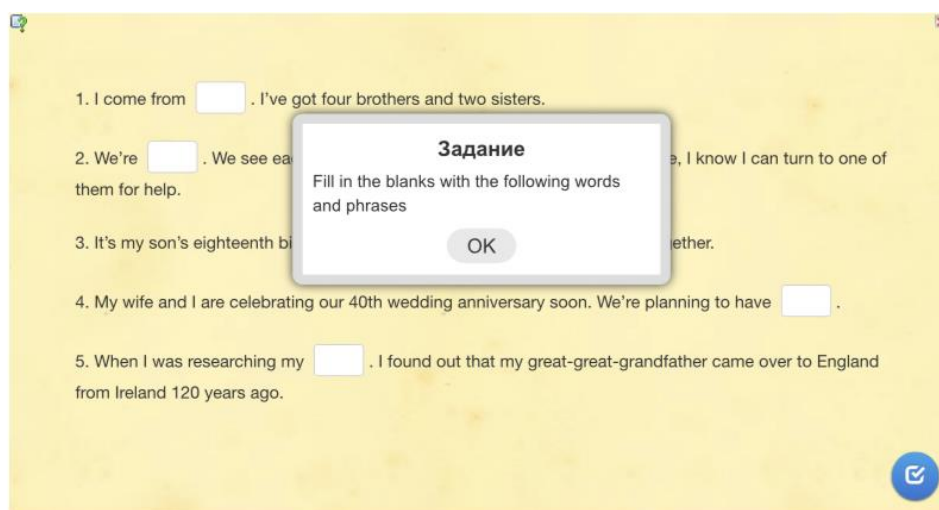 1. I come from . I've got four brothers and two sisters.
Задание
2. We're . We see ea , I know I can turn to one of
them for help.
Fill in the blanks with the following words
and phrases
3. It's my son's eighteenth bi ether.
OK
4. My wife and I are celebrating our 40th wedding anniversary soon. We're planning to have .
5. When I was researching my . I found out that my great-great-grandfather came over to England
from Ireland 120 years ago.